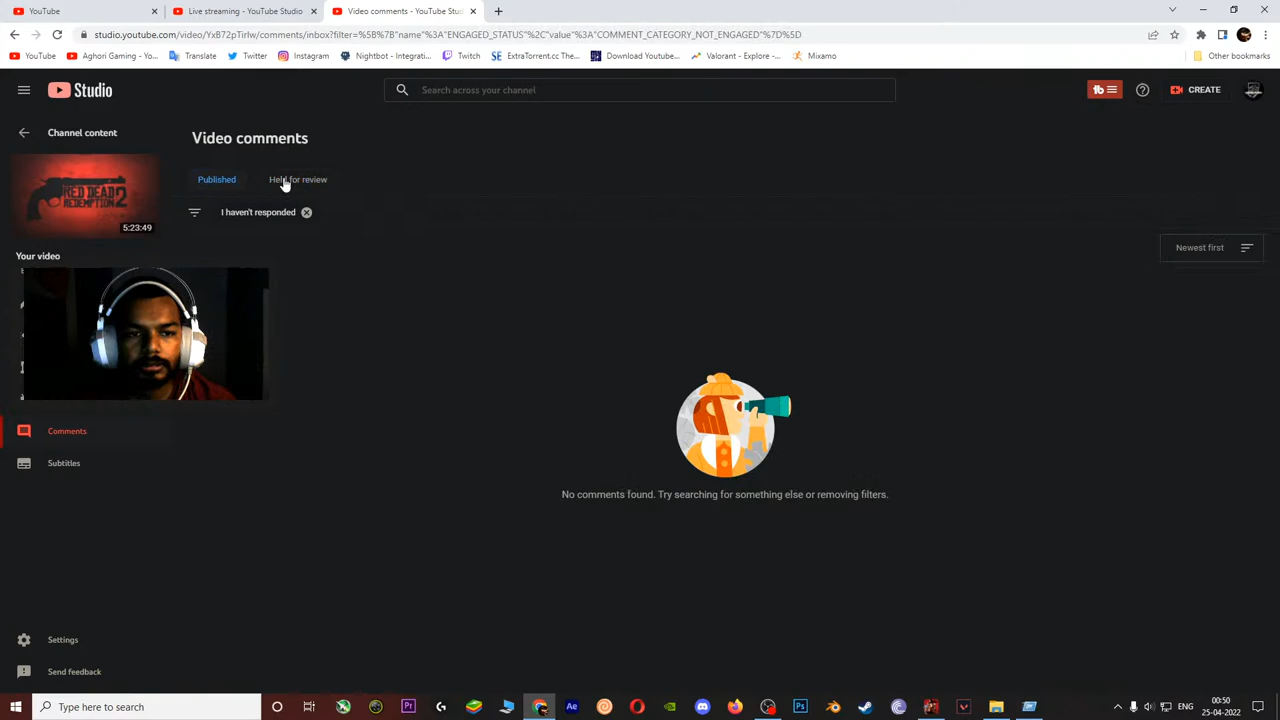 YouTube
Live streaming - YouTube Studio
Video comments - YouTube Stud
studio.youtube.com/video/YxB72pTirlw/comments/inbox?filter=%5B%7B"name"%3A"ENGAGED_STATUS"%2C"value"%3A"COMMENT_CATEGORY_NOT_ENGAGED"%7D%5D
YouTube
Aghori Gaming - Yo...
Translate
Twitter
Instagram
Nightbot - Integrati...
Twitch
ExtraTorrent.cc The...
Download Youtube...
Valorant - Explore -...
Mixamo
Other bookmarks
Studio
Search across your channel
CREATE
Channel content
Video comments
Published
Held for review
I haven't responded
RED DEAD
REDEMPTION 2
5:23:49
Newest first
Your video
Comments
Subtitles
No comments found. Try searching for something else or removing filters.
Settings
Send feedback
Type here to search
ENG
00:50
25-04-2022